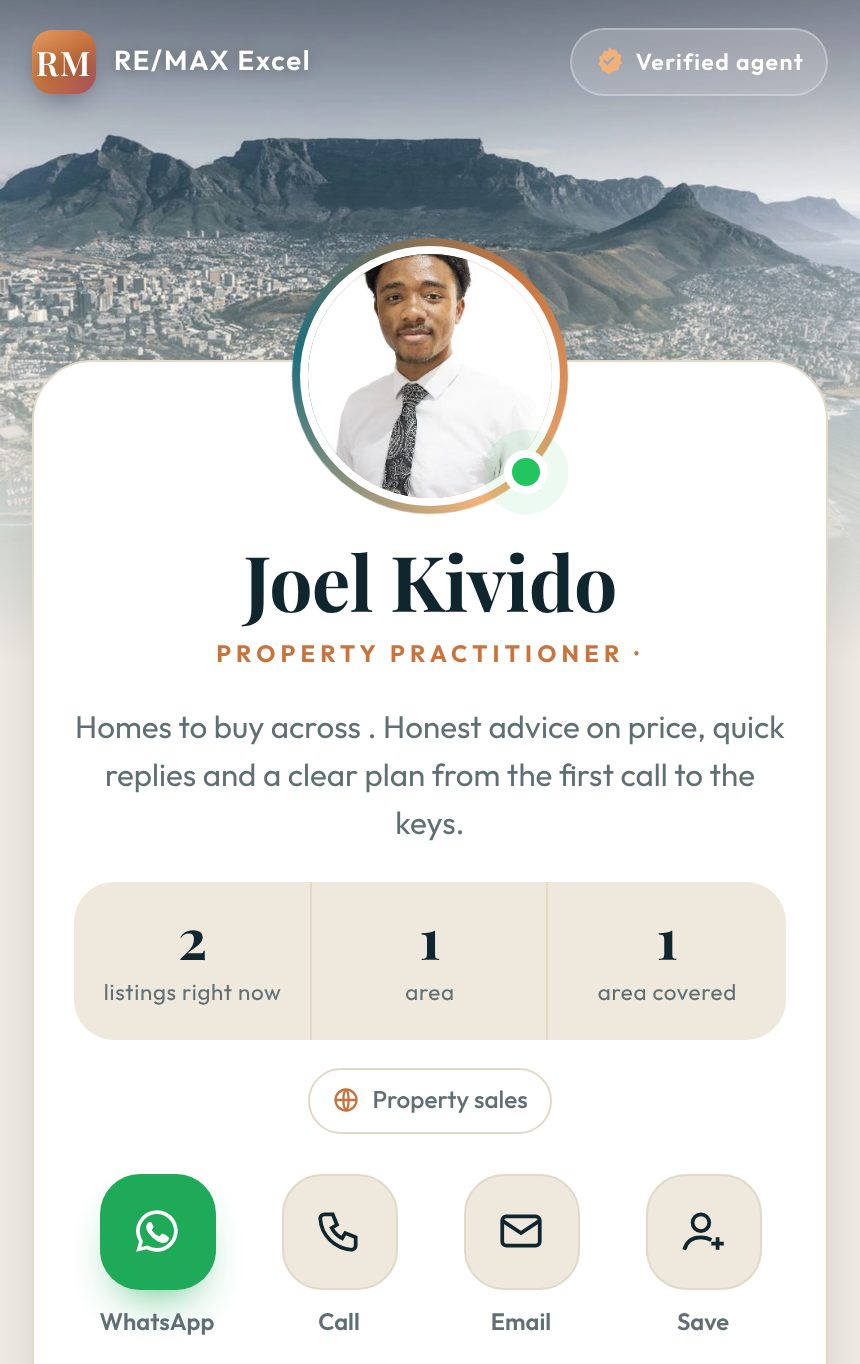 RM RE/MAX Excel
Verified agent
Joel Kivido
PROPERTY PRACTITIONER ·
Homes to buy across . Honest advice on price, quick
replies and a clear plan from the first call to the
keys.
2 1 1
listings right now area area covered
Property sales
WhatsApp Call Email Save